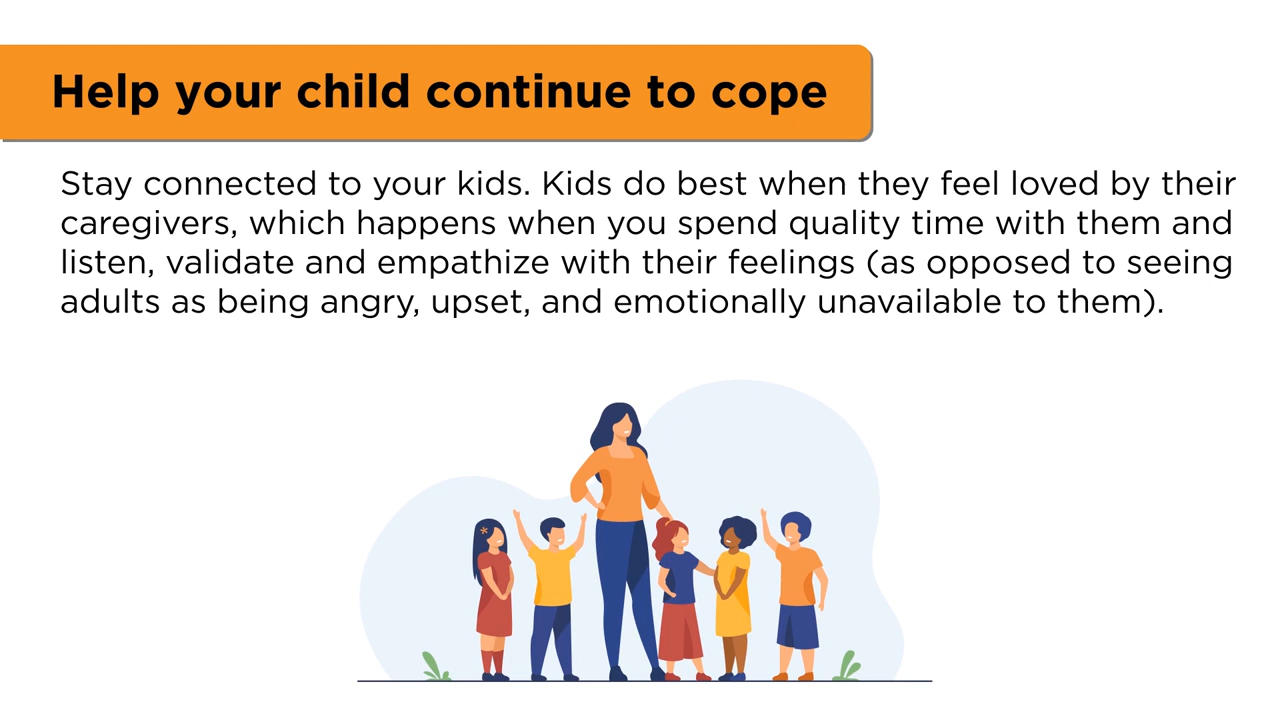 Help your child continue to cope
Stay connected to your kids. Kids do best when they feel loved by their
caregivers, which happens when you spend quality time with them and
listen, validate and empathize with their feelings (as opposed to seeing
adults as being angry, upset, and emotionally unavailable to them).